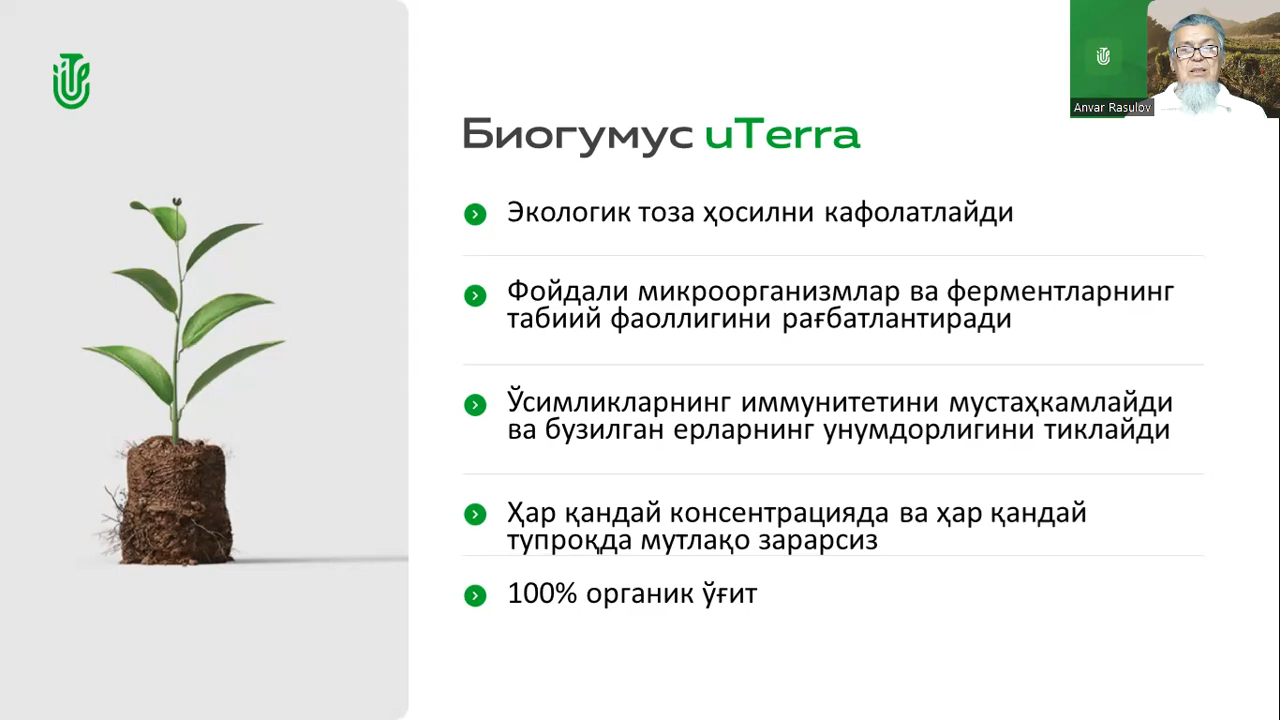 Anvar Rasulov
Биогумус uTerra
Экологик тоза ҳосилни кафолатлайди
Фойдали микроорганизмлар ва ферментларнинг
табиий фаоллигини рағбатлантиради
Ўсимликларнинг иммунитетини мустаҳкамлайди
ва бузилган ерларнинг унумдорлигини тиклайди
Ҳар қандай консентрацияда ва ҳар қандай
тупроқда мутлақо зарарсиз
100% органик ўғит